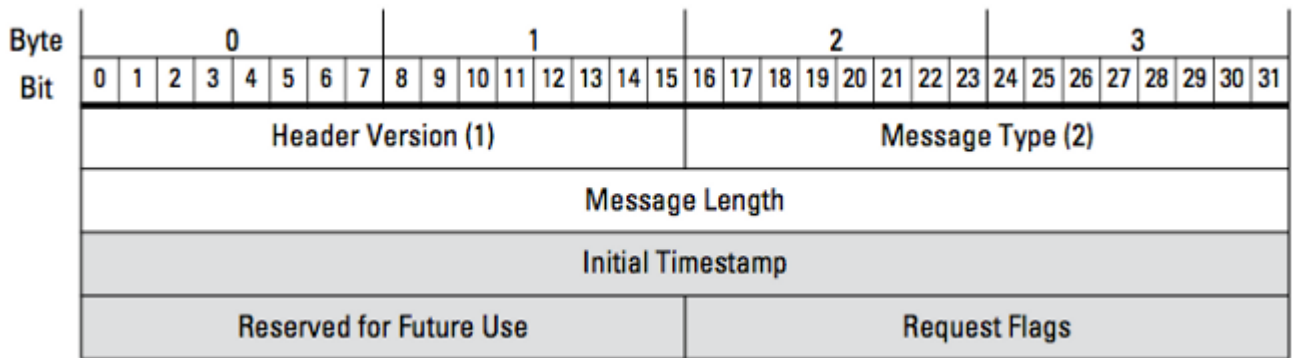 Byte 0 1 2 3
Bit 0 1 2 3 4 5 6 7 8 9 10 11 12 13 14 15 16 17 18 19 20 21 22 23 24 25 26 27 28 29 30 31
Header Version (1) Message Type (2)
Message Length
Initial Timestamp
Reserved for Future Use Request Flags